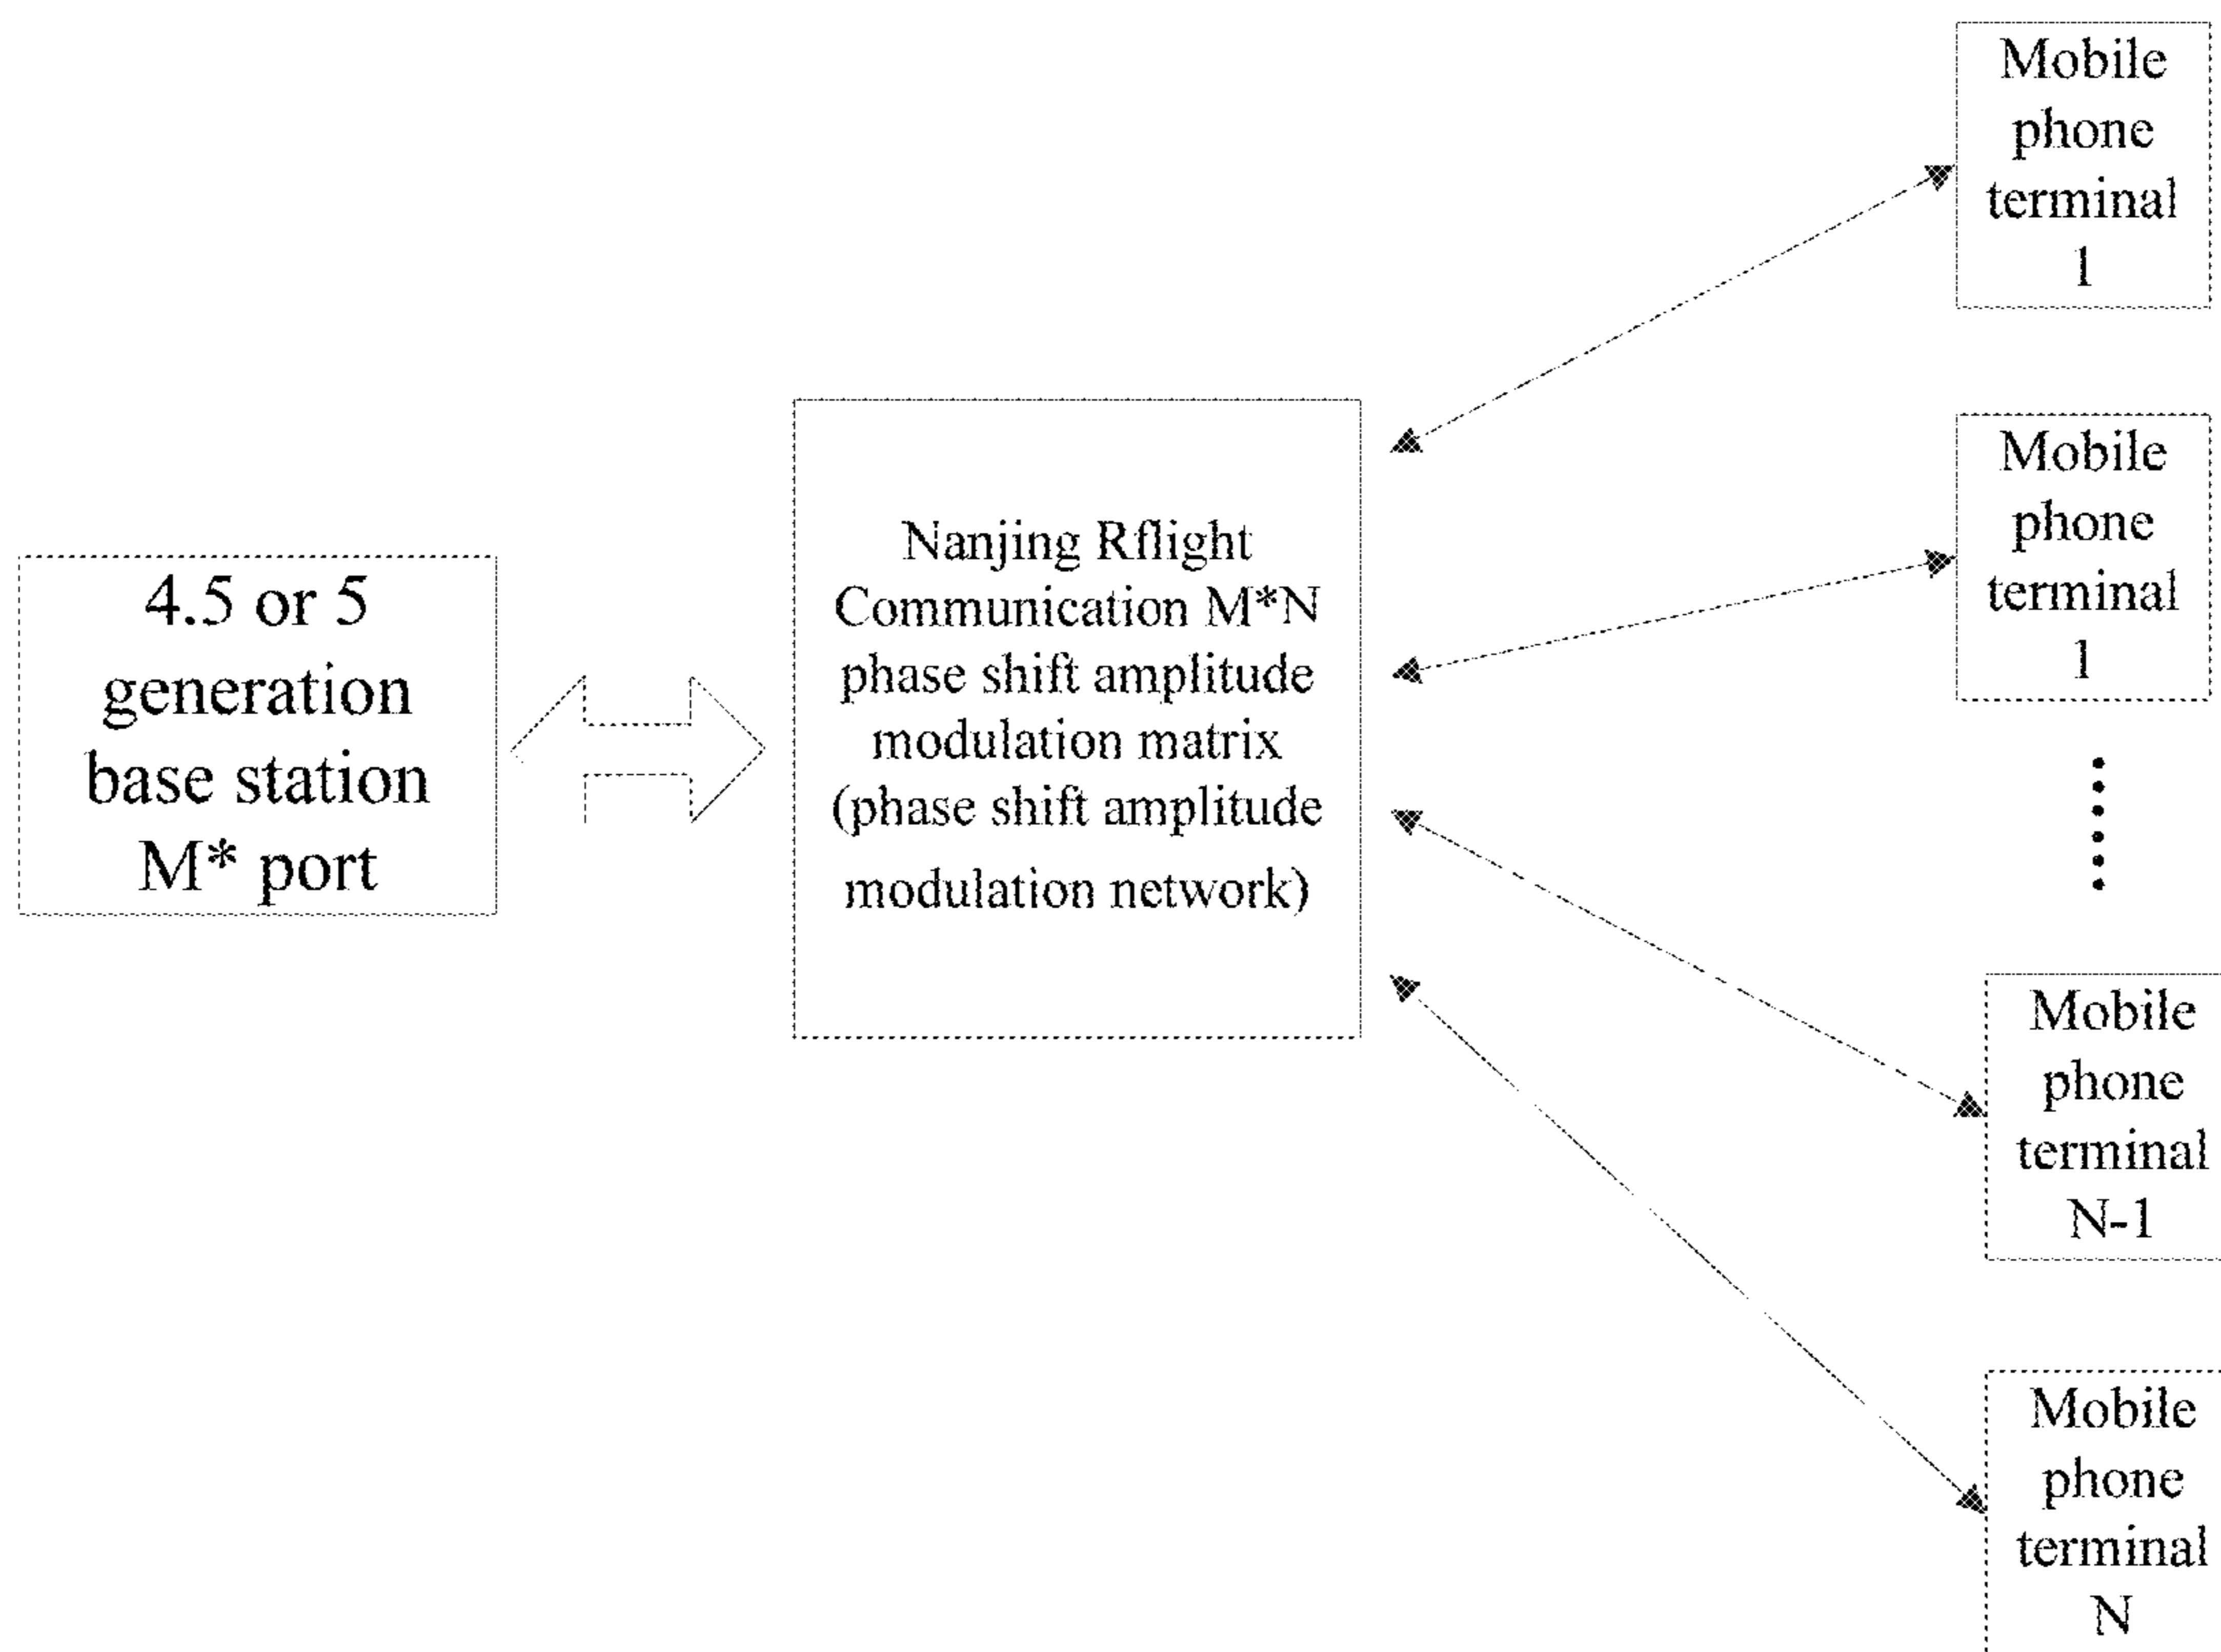 4.5 or 5
generation
base station
M* port
Nanjing Rflight
Communication M*N
phase shift amplitude
modulation matrix
(phase shift amplitude
modulation network)
Mobile
phone
terminal
1
Mobile
phone
terminal
1
Mobile
phone
terminal
N-1
Mobile
phone
terminal
N